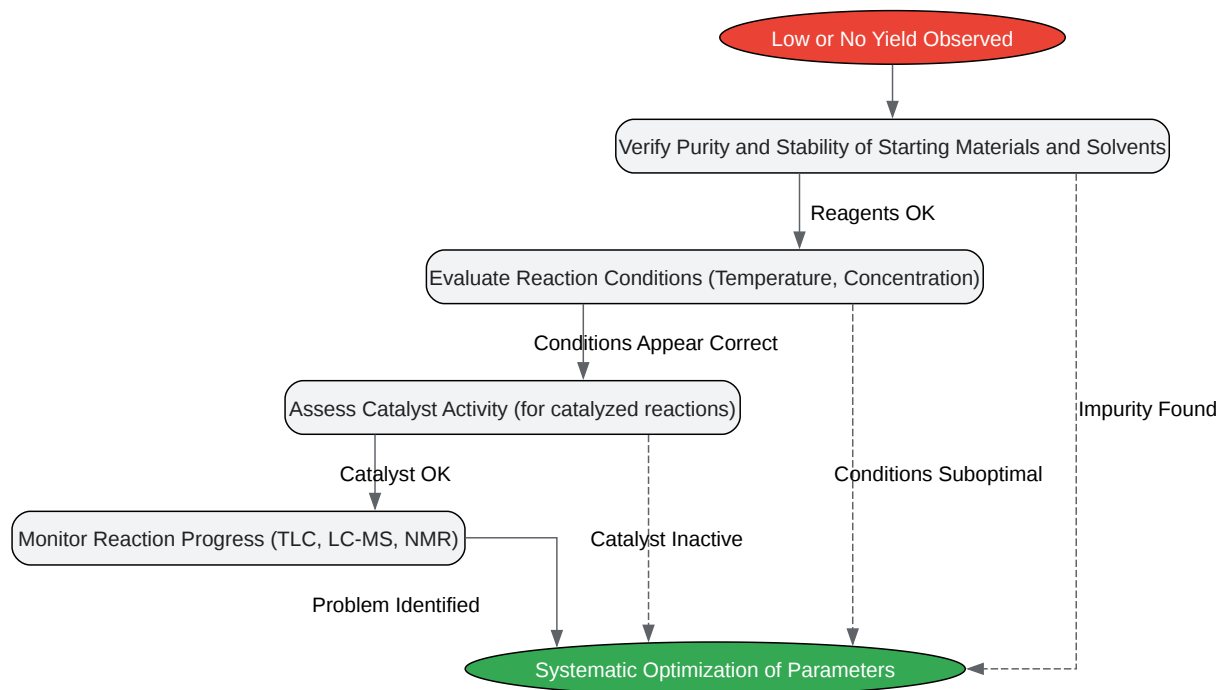 Low or No Yield Observed
Verify Purity and Stability of Starting Materials and Solvents
Reagents OK
Evaluate Reaction Conditions (Temperature, Concentration)
Conditions Appear Correct
Assess Catalyst Activity (for catalyzed reactions)
Impurity Found
Catalyst OK
Conditions Suboptimal
Monitor Reaction Progress (TLC, LC-MS, NMR)
Catalyst Inactive
Problem Identified
Systematic Optimization of Parameters